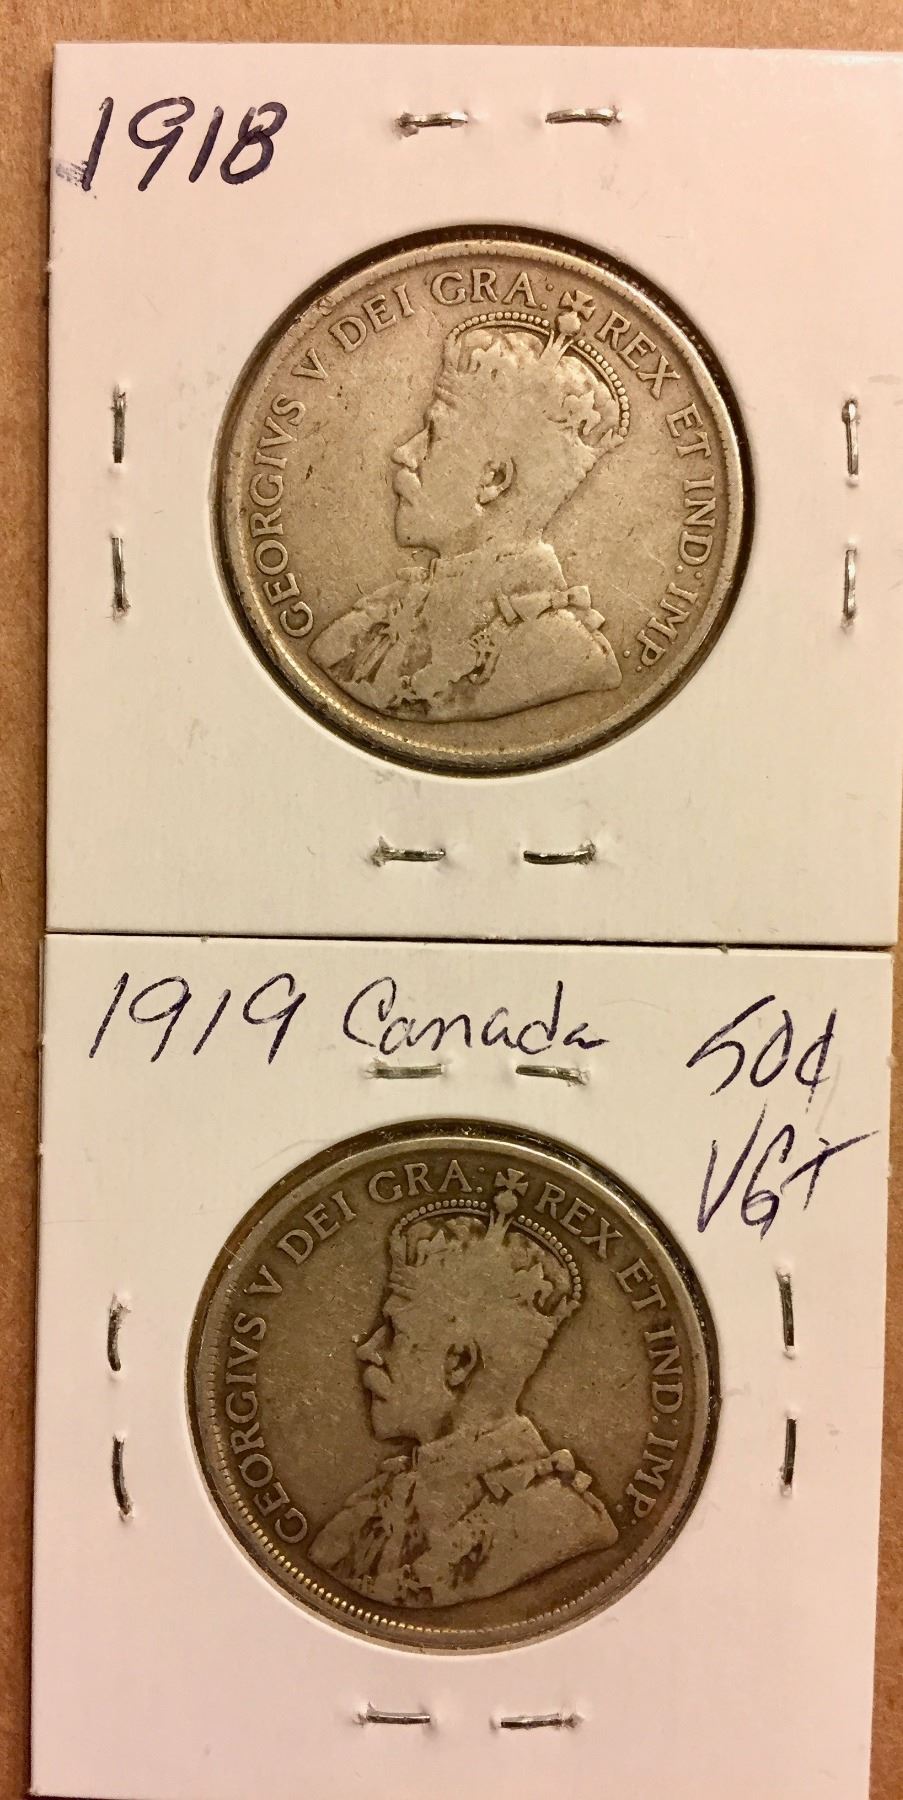 1918
GEORGIVS V DEI GRA: REX ET IND: IMP:
1919 Canada 50¢
VG+
GEORGIVS V DEI GRA: REX ET IND: IMP: